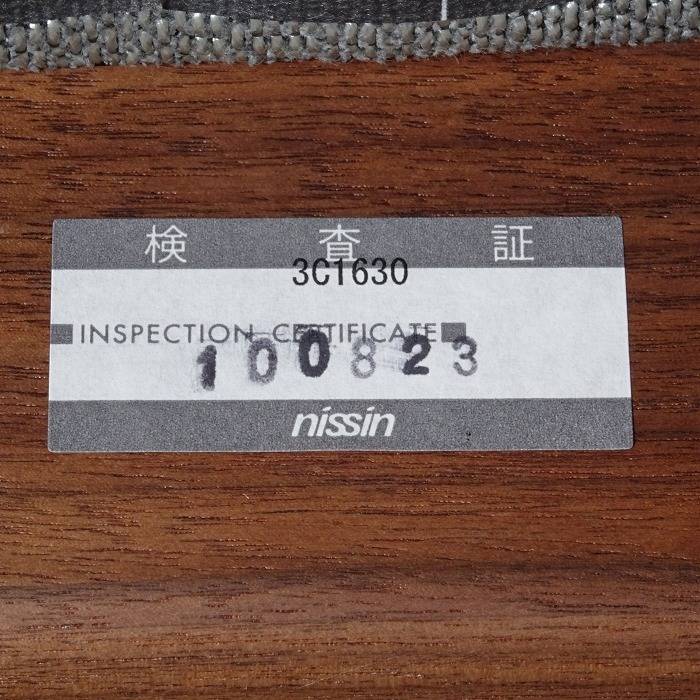 検査証
3C1630
INSPECTION CERTIFICATE
100823
nissin